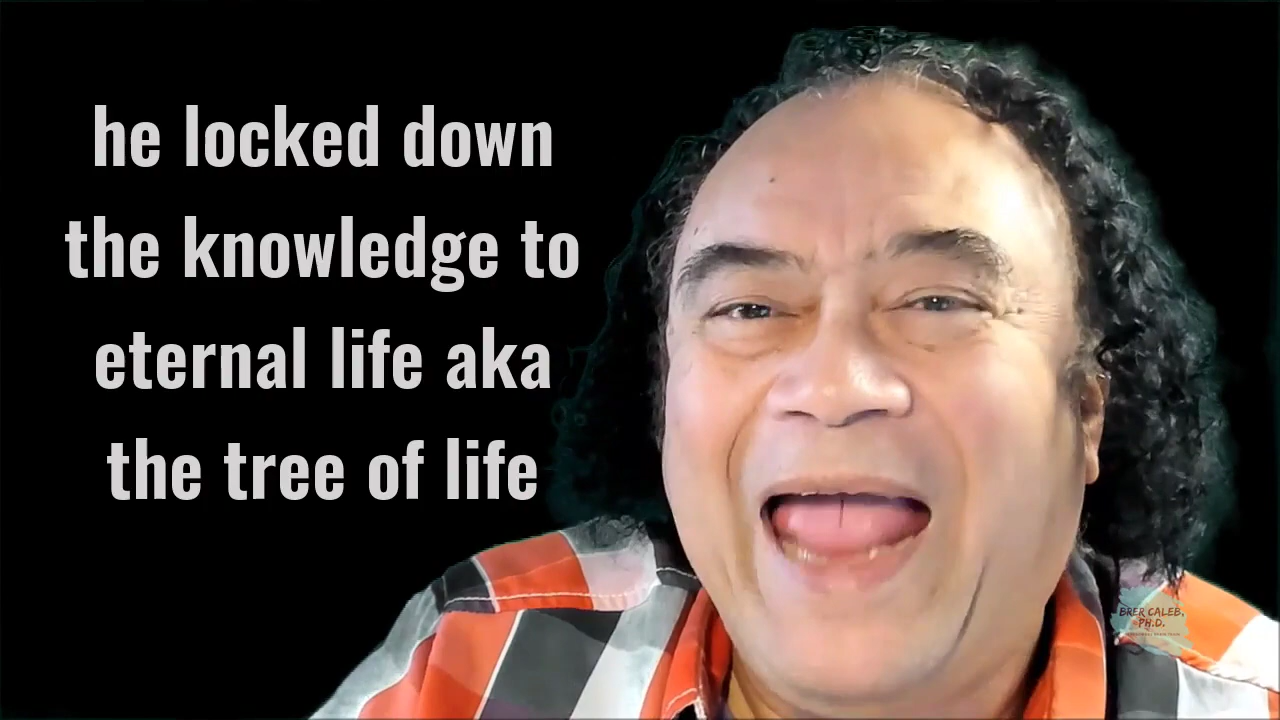 he locked down
the knowledge to
eternal life aka
the tree of life
BRER CALEB,
PH.D.